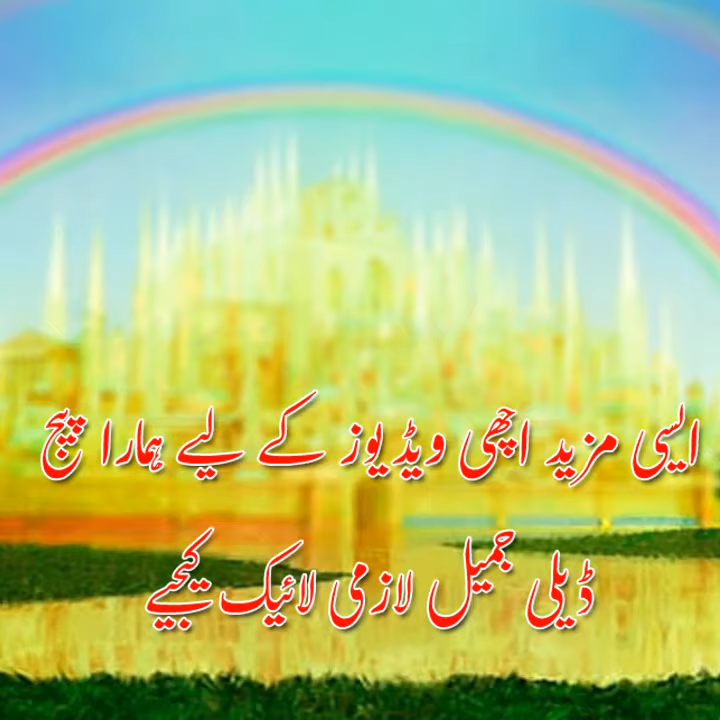 ایسی مزید اچھی ویڈیوز کے لیے ہمارا پیج
ڈیلی جمیل لازمی لائیک کیجیے